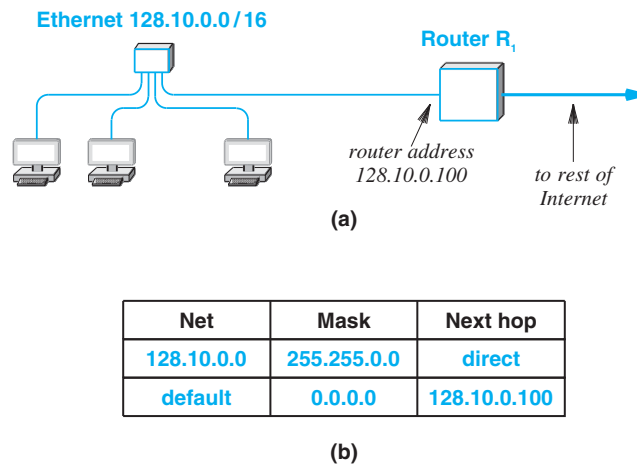 Ethernet 128.10.0.0 / 16
Router R1
router address
128.10.0.100
to rest of
Internet
(a)
Net Mask Next hop
128.10.0.0 255.255.0.0 direct
default 0.0.0.0 128.10.0.100
(b)